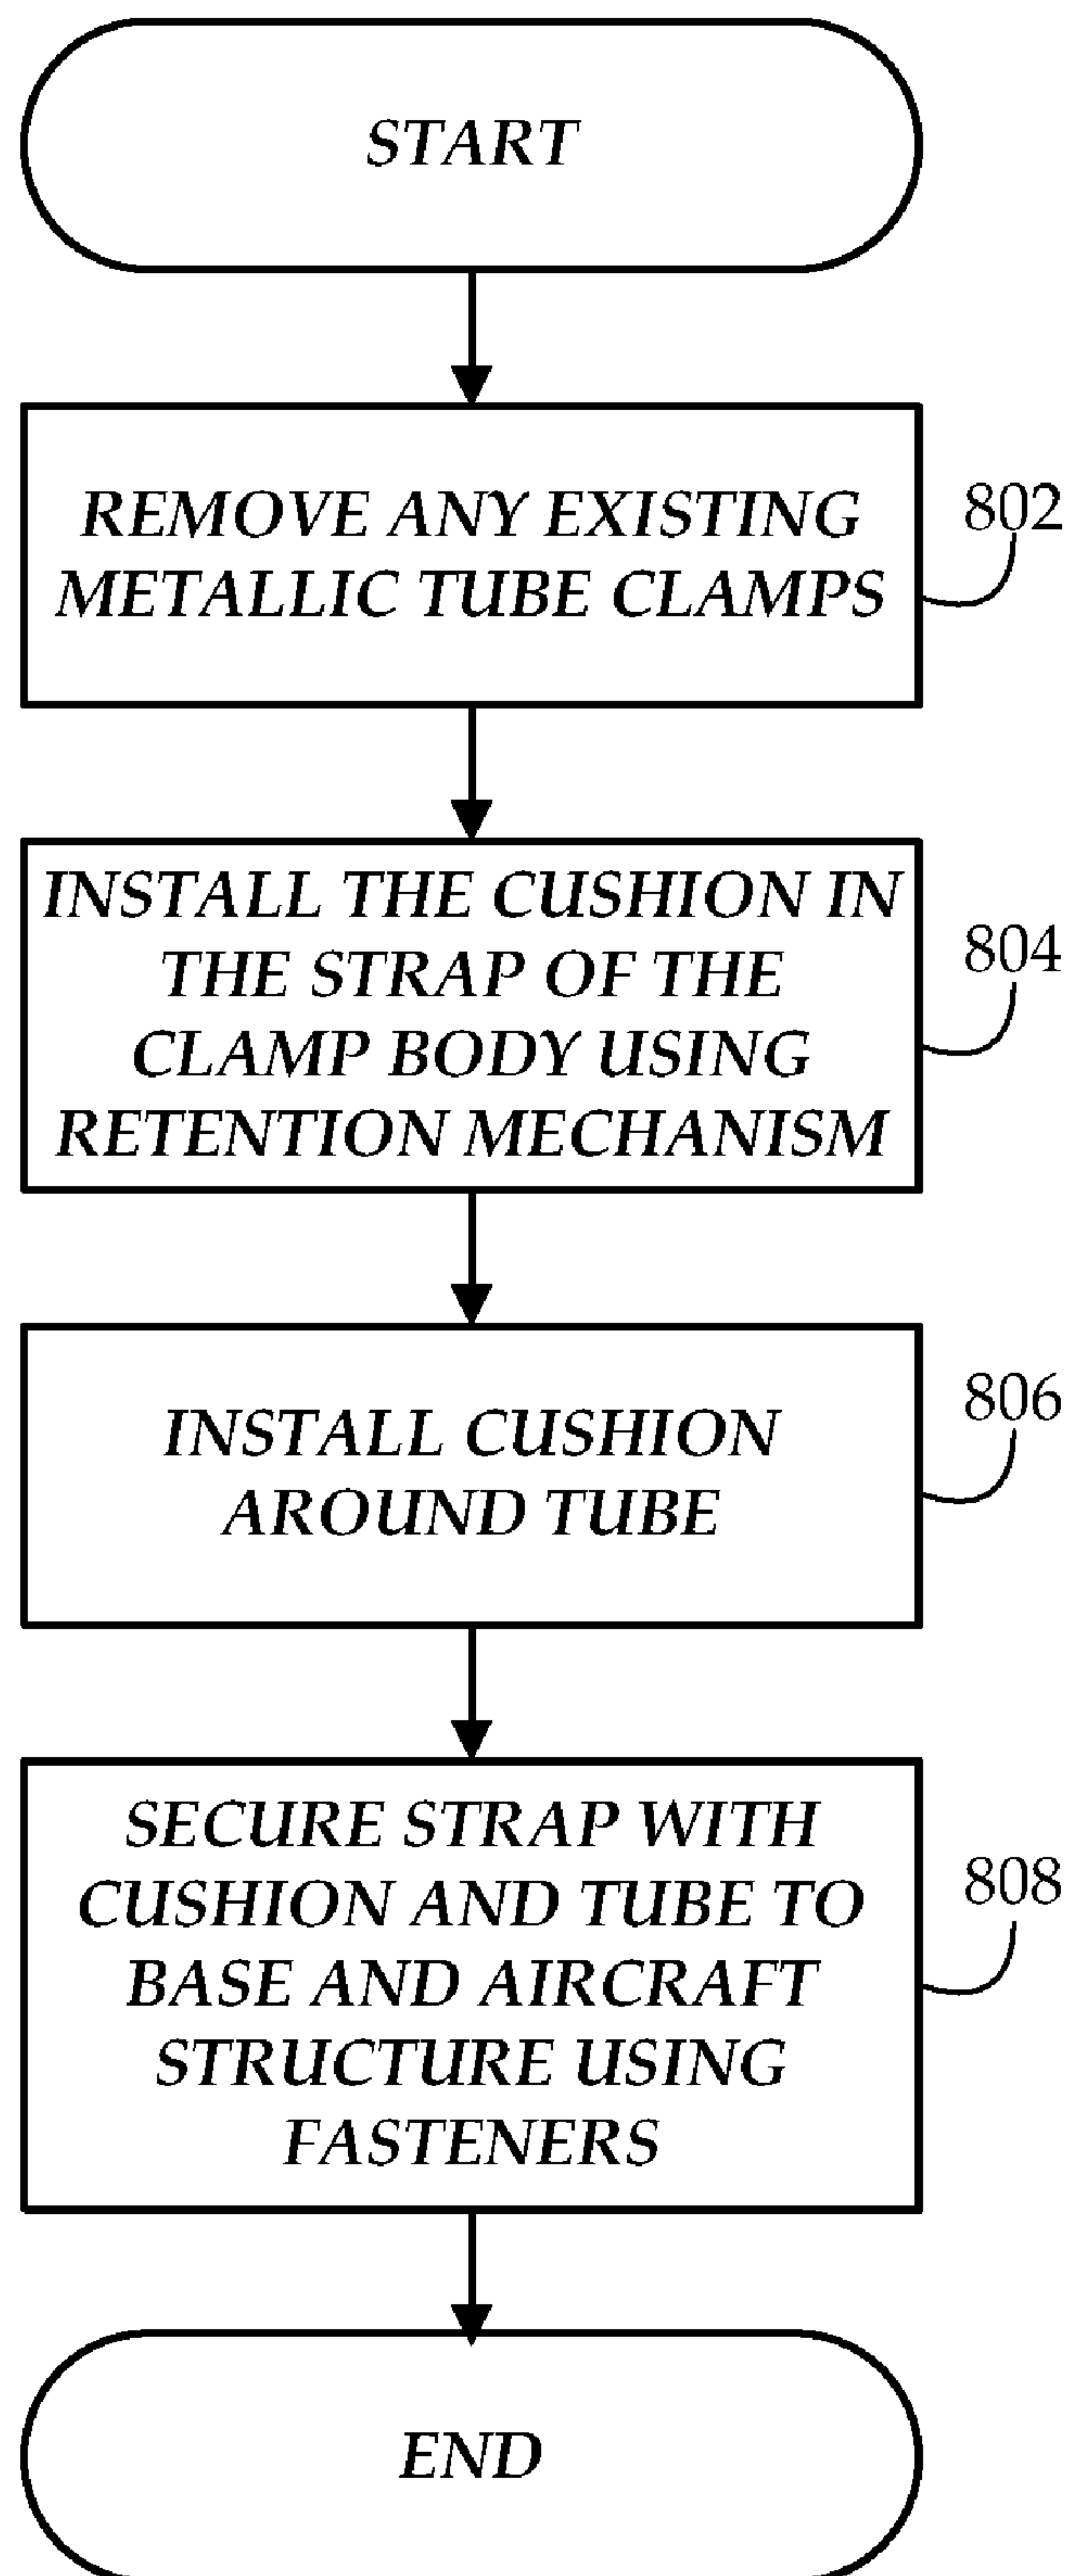 START
REMOVE ANY EXISTING
METALLIC TUBE CLAMPS
802
INSTALL THE CUSHION IN
THE STRAP OF THE
CLAMP BODY USING
RETENTION MECHANISM
804
INSTALL CUSHION
AROUND TUBE
806
SECURE STRAP WITH
CUSHION AND TUBE TO
BASE AND AIRCRAFT
STRUCTURE USING
FASTENERS
808
END